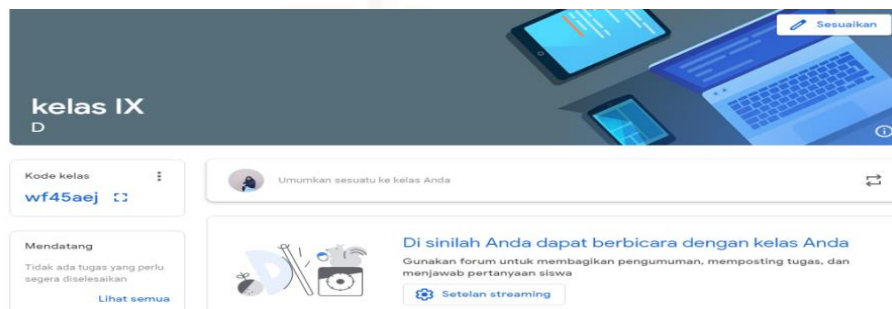 Sesuaikan
kelas IX
D
Kode kelas
wf45aej
Umumkan sesuatu ke kelas Anda
Mendatang
Tidak ada tugas yang perlu
segera diselesaikan
Lihat semua
Di sinilah Anda dapat berbicara dengan kelas Anda
Gunakan forum untuk membagikan pengumuman, memposting tugas, dan
menjawab pertanyaan siswa
Setelan streaming